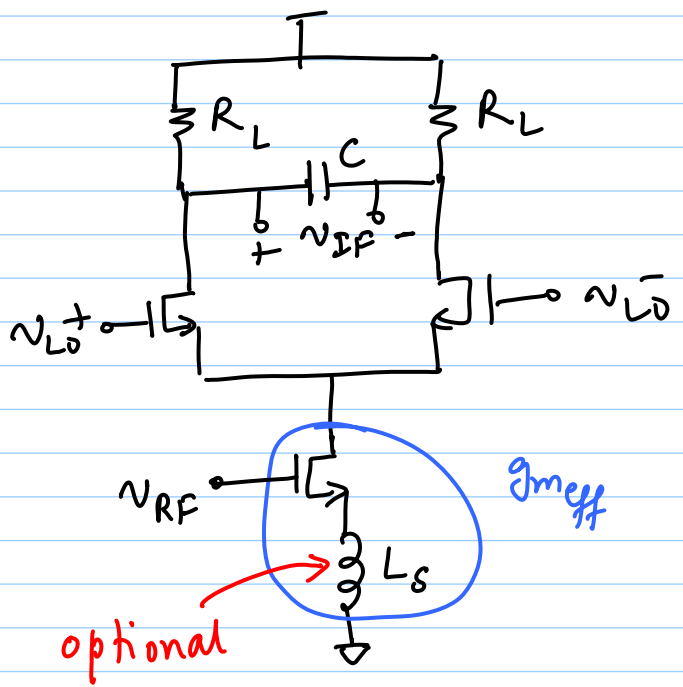 R_L
R_L
C
+ v_IF -
v_LO+
v_LO-
v_RF
g_meff
L_S
optional